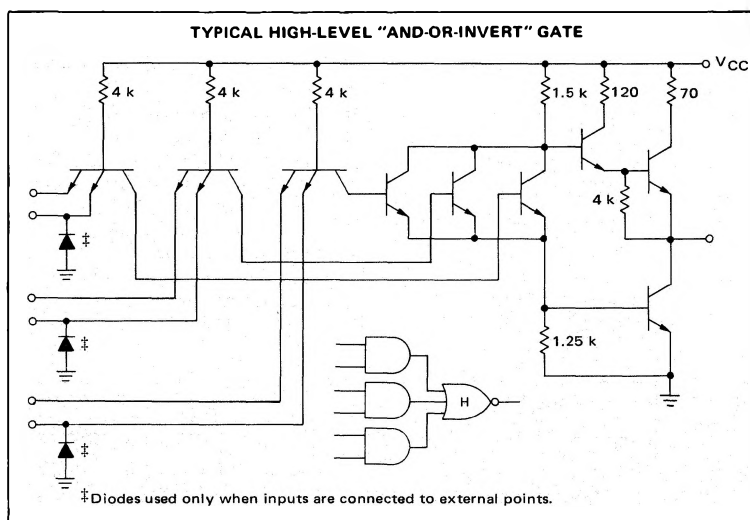 TYPICAL HIGH-LEVEL “AND-OR-INVERT” GATE
VCC
4 k
4 k
4 k
1.5 k
120
70
4 k
‡
‡
1.25 k
H
‡
‡Diodes used only when inputs are connected to external points.